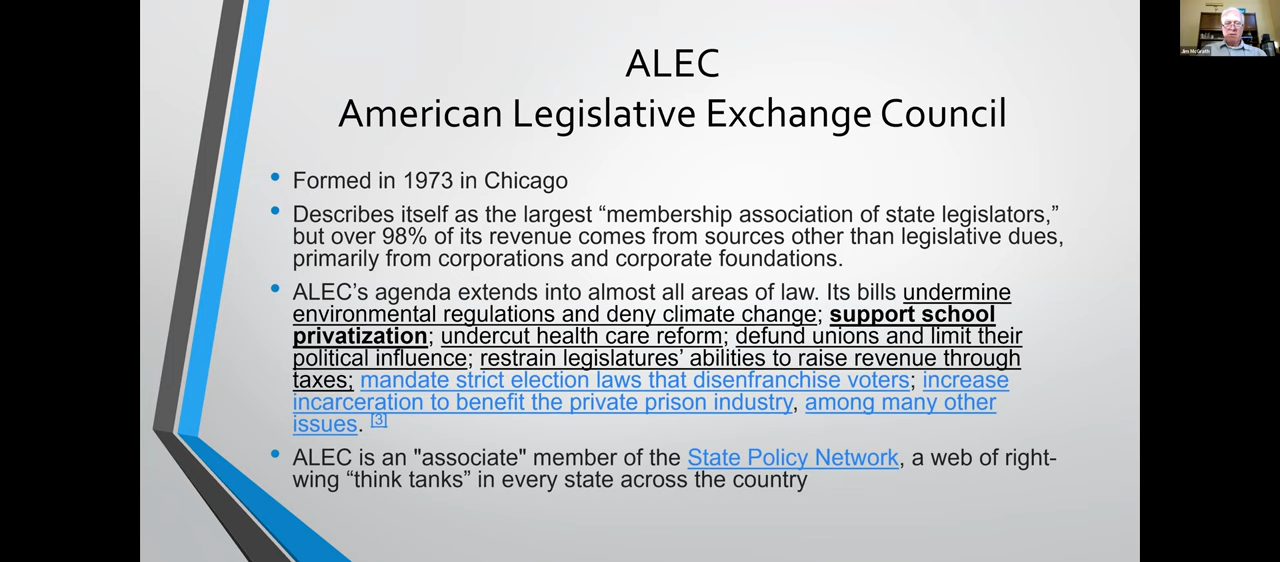 ALEC
American Legislative Exchange Council
• Formed in 1973 in Chicago
• Describes itself as the largest “membership association of state legislators,”
but over 98% of its revenue comes from sources other than legislative dues,
primarily from corporations and corporate foundations.
• ALEC’s agenda extends into almost all areas of law. Its bills undermine
environmental regulations and deny climate change; support school
privatization; undercut health care reform; defund unions and limit their
political influence; restrain legislatures’ abilities to raise revenue through
taxes; mandate strict election laws that disenfranchise voters; increase
incarceration to benefit the private prison industry, among many other
issues. [3]
• ALEC is an "associate" member of the State Policy Network, a web of right-
wing “think tanks” in every state across the country
Jim McGrath